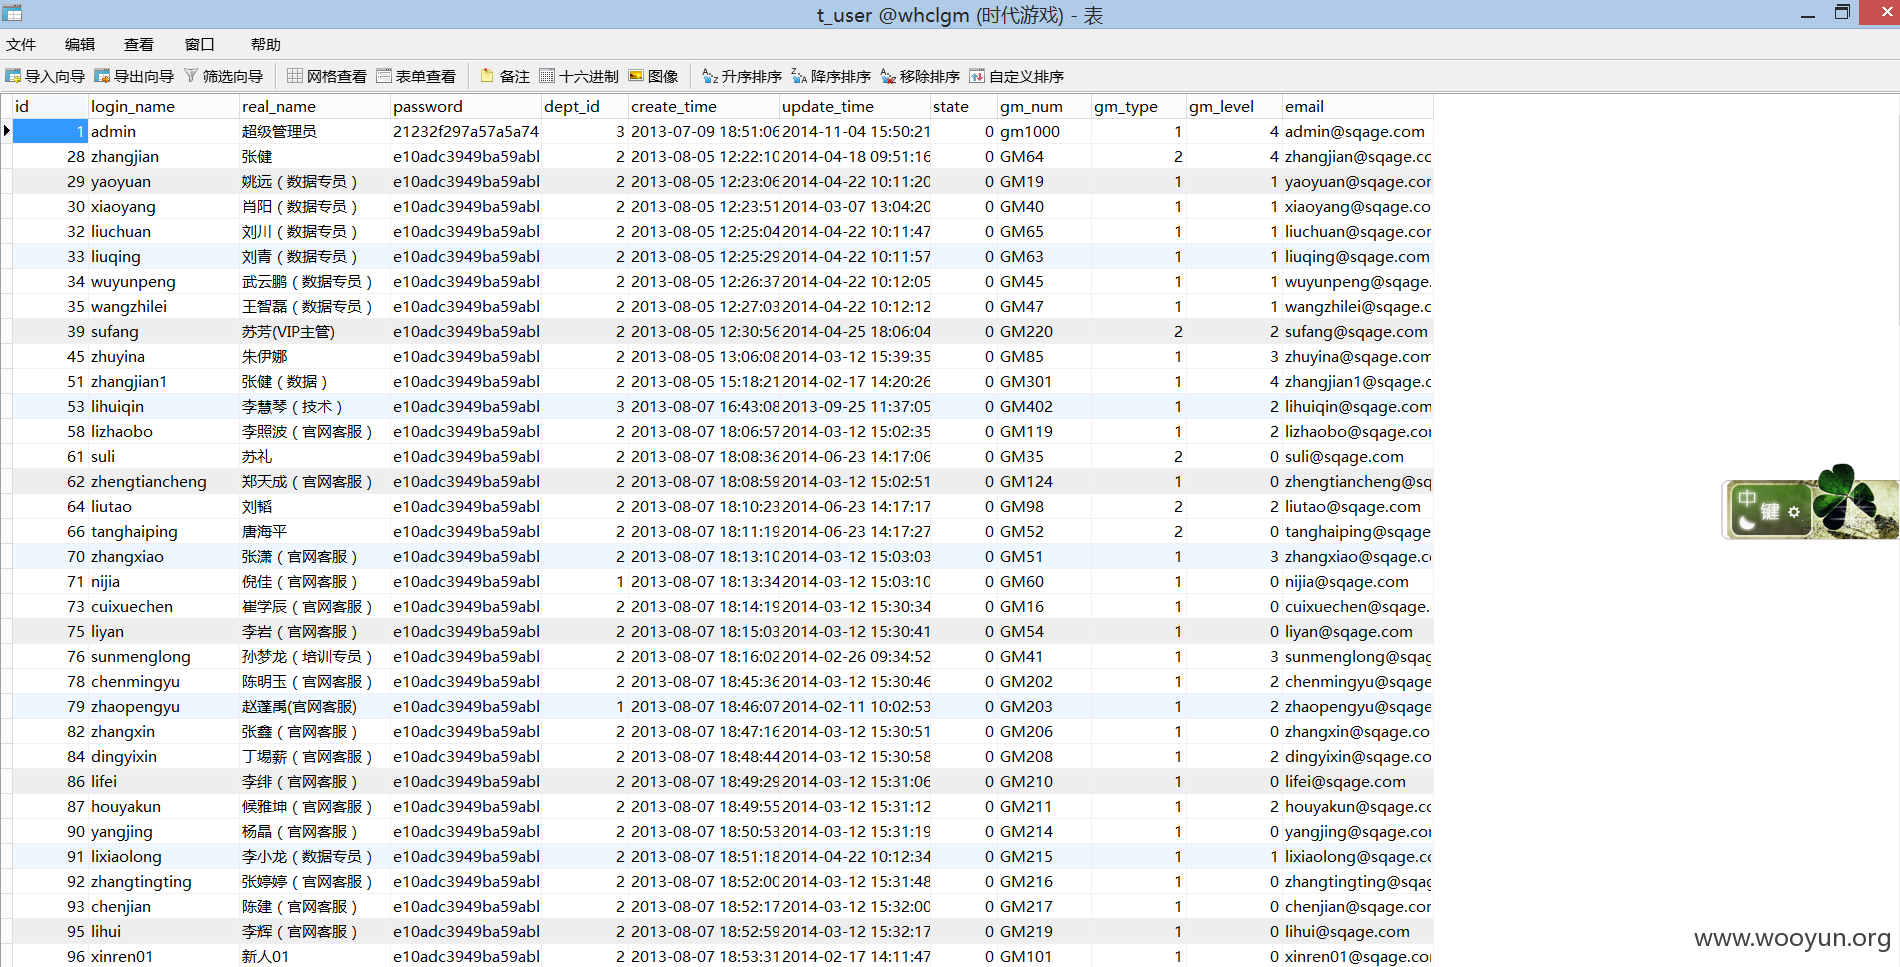 t_user @whclgm (时代游戏) - 表
文件 编辑 查看 窗口 帮助
导入向导 导出向导 筛选向导 网格查看 表单查看 备注 十六进制 图像 升序排序 降序排序 移除排序 自定义排序
id login_name real_name password dept_id create_time update_time state gm_num gm_type gm_level email
1 admin 超级管理员 21232f297a57a5a74 3 2013-07-09 18:51:06 2014-11-04 15:50:21 0 gm1000 1 4 admin@sqage.com
28 zhangjian 张健 e10adc3949ba59abl 2 2013-08-05 12:22:10 2014-04-18 09:51:16 0 GM64 2 4 zhangjian@sqage.cc
29 yaoyuan 姚远（数据专员） e10adc3949ba59abl 2 2013-08-05 12:23:06 2014-04-22 10:11:20 0 GM19 1 1 yaoyuan@sqage.cor
30 xiaoyang 肖阳（数据专员） e10adc3949ba59abl 2 2013-08-05 12:23:51 2014-03-07 13:04:20 0 GM40 1 1 xiaoyang@sqage.co
32 liuchuan 刘川（数据专员） e10adc3949ba59abl 2 2013-08-05 12:25:04 2014-04-22 10:11:47 0 GM65 1 1 liuchuan@sqage.cor
33 liuqing 刘青（数据专员） e10adc3949ba59abl 2 2013-08-05 12:25:29 2014-04-22 10:11:57 0 GM63 1 1 liuqing@sqage.com
34 wuyunpeng 武云鹏（数据专员） e10adc3949ba59abl 2 2013-08-05 12:26:37 2014-04-22 10:12:05 0 GM45 1 1 wuyunpeng@sqage.
35 wangzhilei 王智磊（数据专员） e10adc3949ba59abl 2 2013-08-05 12:27:03 2014-04-22 10:12:12 0 GM47 1 1 wangzhilei@sqage.c
39 sufang 苏芳(VIP主管) e10adc3949ba59abl 2 2013-08-05 12:30:56 2014-04-25 18:06:04 0 GM220 2 2 sufang@sqage.com
45 zhuyina 朱伊娜 e10adc3949ba59abl 2 2013-08-05 13:06:08 2014-03-12 15:39:35 0 GM85 1 3 zhuyina@sqage.com
51 zhangjian1 张健（数据） e10adc3949ba59abl 2 2013-08-05 15:18:21 2014-02-17 14:20:26 0 GM301 1 4 zhangjian1@sqage.c
53 lihuiqin 李慧琴（技术） e10adc3949ba59abl 3 2013-08-07 16:43:08 2013-09-25 11:37:05 0 GM402 1 2 lihuiqin@sqage.com
58 lizhaobo 李照波（官网客服） e10adc3949ba59abl 2 2013-08-07 18:06:57 2014-03-12 15:02:35 0 GM119 1 2 lizhaobo@sqage.cor
61 suli 苏礼 e10adc3949ba59abl 2 2013-08-07 18:08:36 2014-06-23 14:17:06 0 GM35 2 0 suli@sqage.com
62 zhengtiancheng 郑天成（官网客服） e10adc3949ba59abl 2 2013-08-07 18:08:59 2014-03-12 15:02:51 0 GM124 1 0 zhengtiancheng@sq
64 liutao 刘韬 e10adc3949ba59abl 2 2013-08-07 18:10:23 2014-06-23 14:17:17 0 GM98 2 2 liutao@sqage.com
66 tanghaiping 唐海平 e10adc3949ba59abl 2 2013-08-07 18:11:19 2014-06-23 14:17:27 0 GM52 2 0 tanghaiping@sqage
70 zhangxiao 张潇（官网客服） e10adc3949ba59abl 2 2013-08-07 18:13:10 2014-03-12 15:03:03 0 GM51 1 3 zhangxiao@sqage.c
71 nijia 倪佳（官网客服） e10adc3949ba59abl 1 2013-08-07 18:13:34 2014-03-12 15:03:10 0 GM60 1 0 nijia@sqage.com
73 cuixuechen 崔学辰（官网客服） e10adc3949ba59abl 2 2013-08-07 18:14:19 2014-03-12 15:30:34 0 GM16 1 0 cuixuechen@sqage.
75 liyan 李岩（官网客服） e10adc3949ba59abl 2 2013-08-07 18:15:03 2014-03-12 15:30:41 0 GM54 1 0 liyan@sqage.com
76 sunmenglong 孙梦龙（培训专员） e10adc3949ba59abl 2 2013-08-07 18:16:02 2014-02-26 09:34:52 0 GM41 1 3 sunmenglong@sqag
78 chenmingyu 陈明玉（官网客服） e10adc3949ba59abl 2 2013-08-07 18:45:36 2014-03-12 15:30:46 0 GM202 1 2 chenmingyu@sqage
79 zhaopengyu 赵蓬禹(官网客服) e10adc3949ba59abl 1 2013-08-07 18:46:07 2014-02-11 10:02:53 0 GM203 1 2 zhaopengyu@sqage
82 zhangxin 张鑫（官网客服） e10adc3949ba59abl 2 2013-08-07 18:47:16 2014-03-12 15:30:51 0 GM206 1 0 zhangxin@sqage.co
84 dingyixin 丁埸薪（官网客服） e10adc3949ba59abl 2 2013-08-07 18:48:44 2014-03-12 15:30:58 0 GM208 1 2 dingyixin@sqage.co
86 lifei 李绯（官网客服） e10adc3949ba59abl 2 2013-08-07 18:49:29 2014-03-12 15:31:06 0 GM210 1 0 lifei@sqage.com
87 houyakun 候雅坤（官网客服） e10adc3949ba59abl 2 2013-08-07 18:49:55 2014-03-12 15:31:12 0 GM211 1 2 houyakun@sqage.cc
90 yangjing 杨晶（官网客服） e10adc3949ba59abl 2 2013-08-07 18:50:53 2014-03-12 15:31:19 0 GM214 1 0 yangjing@sqage.cor
91 lixiaolong 李小龙（数据专员） e10adc3949ba59abl 2 2013-08-07 18:51:18 2014-04-22 10:12:34 0 GM215 1 1 lixiaolong@sqage.cc
92 zhangtingting 张婷婷（官网客服） e10adc3949ba59abl 2 2013-08-07 18:52:00 2014-03-12 15:31:48 0 GM216 1 0 zhangtingting@sqag
93 chenjian 陈建（官网客服） e10adc3949ba59abl 2 2013-08-07 18:52:17 2014-03-12 15:32:00 0 GM217 1 0 chenjian@sqage.cor
95 lihui 李辉（官网客服） e10adc3949ba59abl 2 2013-08-07 18:52:59 2014-03-12 15:32:17 0 GM219 1 0 lihui@sqage.com
96 xinren01 新人01 e10adc3949ba59abl 2 2013-08-07 18:53:31 2014-02-17 14:11:47 0 GM101 1 0 xinren01@sqage.co
中 键
www.wooyun.org